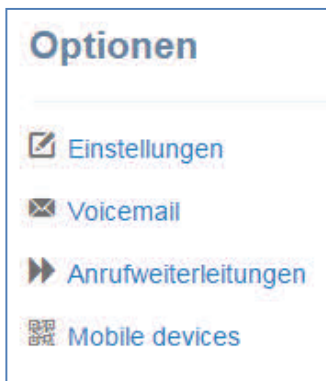 Optionen
Einstellungen
Voicemail
Anrufweiterleitungen
Mobile devices